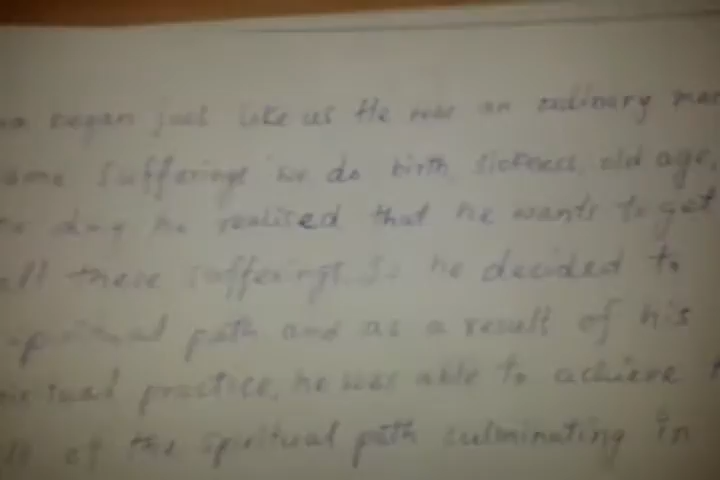 began just like us He was an ordinary man
same sufferings we do birth, sickness, old age,
day he realised that he wants to get
all these sufferings. So he decided to
spiritual path and as a result of his
spiritual practice, he was able to achieve
of the spiritual path culminating in